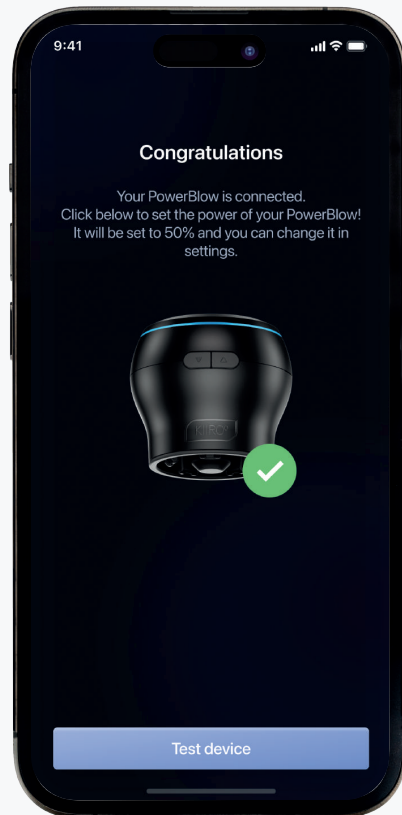 9:41
Congratulations
Your PowerBlow is connected.
Click below to set the power of your PowerBlow!
It will be set to 50% and you can change it in
settings.
Test device